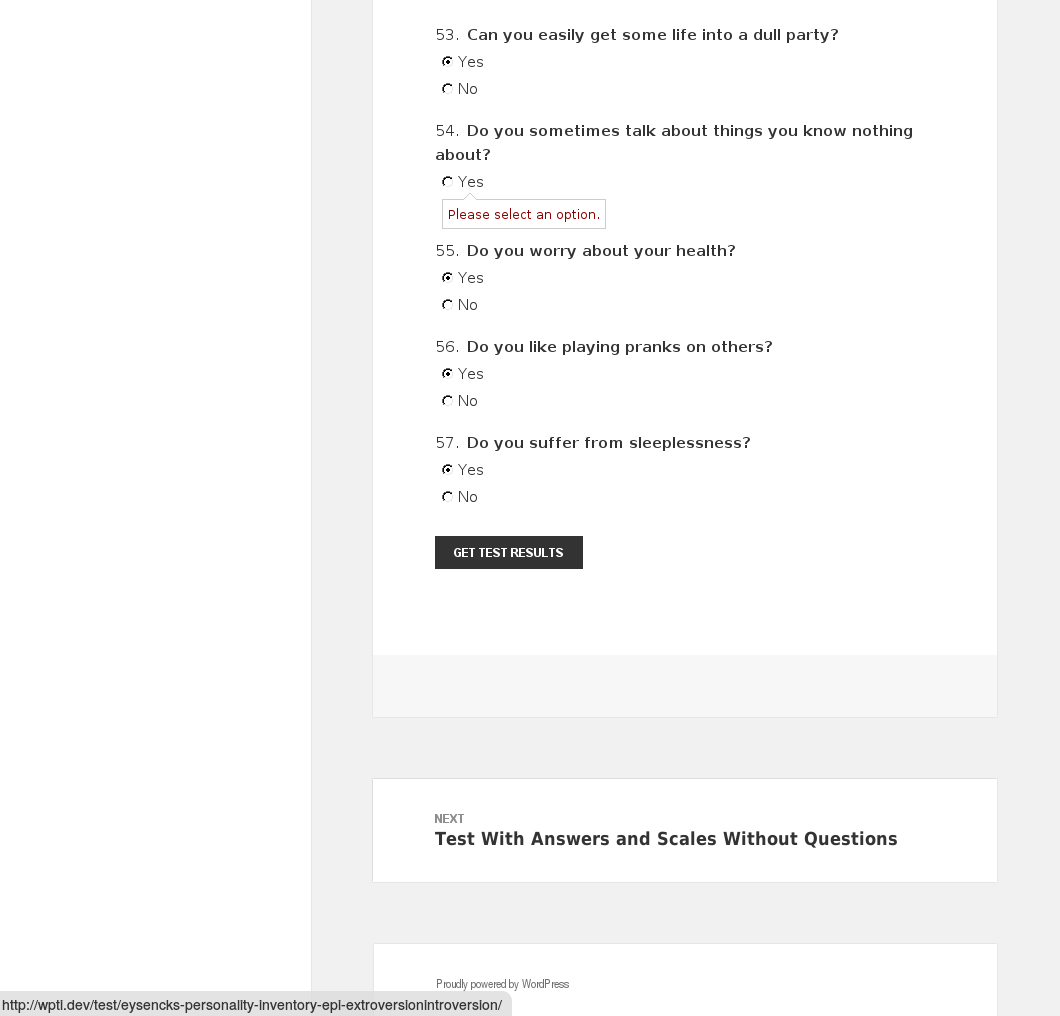 53. Can you easily get some life into a dull party?
Yes
No
54. Do you sometimes talk about things you know nothing
about?
Yes
Please select an option.
55. Do you worry about your health?
Yes
No
56. Do you like playing pranks on others?
Yes
No
57. Do you suffer from sleeplessness?
Yes
No
GET TEST RESULTS
NEXT
Test With Answers and Scales Without Questions
Proudly powered by WordPress
http://wpti.dev/test/eysencks-personality-inventory-epi-extroversionintroversion/